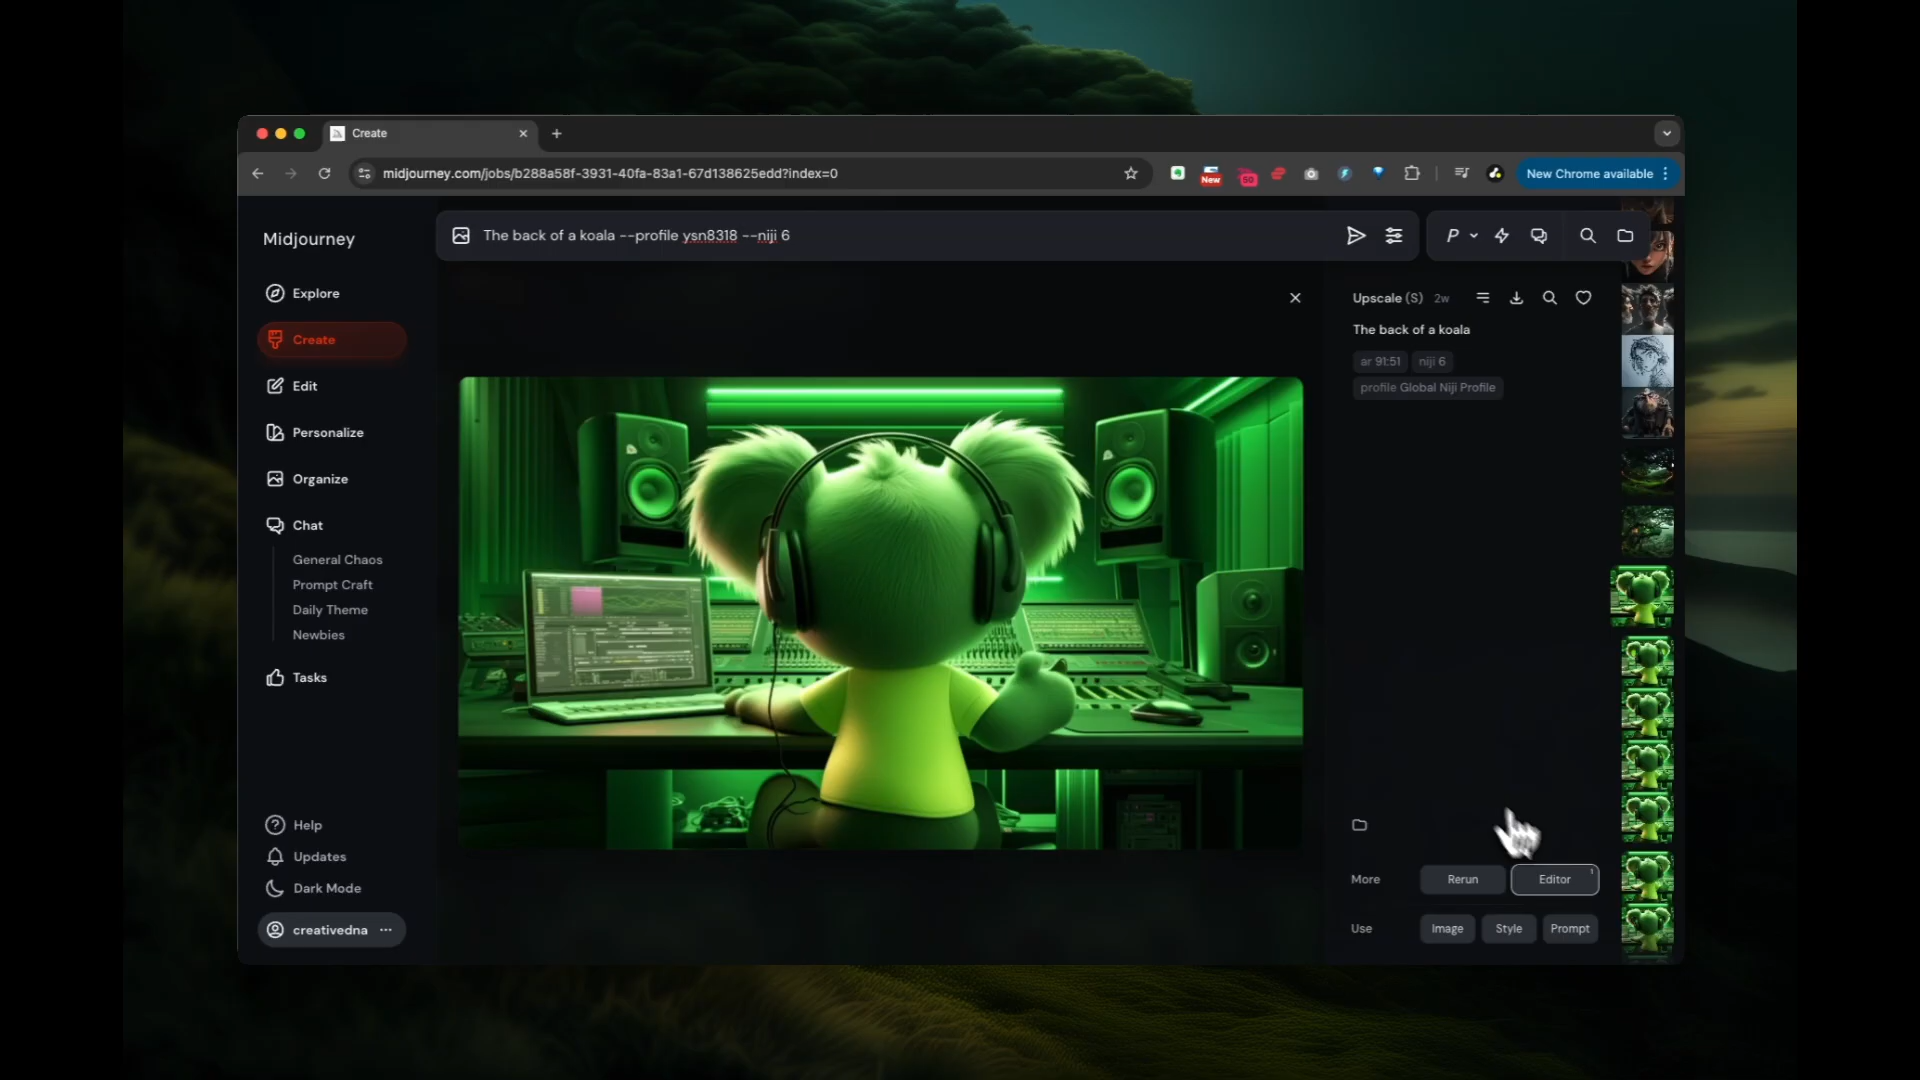 Create
midjourney.com/jobs/b288a58f-3931-40fa-83a1-67d138625edd?index=0
New
50
New Chrome available
Midjourney
The back of a koala --profile ysn8318 --niji 6
P
Explore
Create
Edit
Personalize
Organize
Chat
General Chaos
Prompt Craft
Daily Theme
Newbies
Tasks
Help
Updates
Dark Mode
creativedna
Upscale (S) 2w
The back of a koala
ar 91:51 niji 6
profile Global Niji Profile
More Rerun Editor 1
Use Image Style Prompt